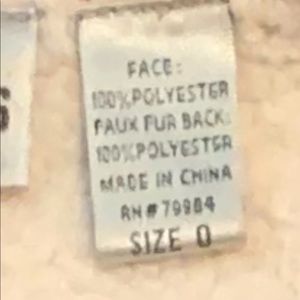 FACE:
100%POLYESTER
FAUX FUR BACK:
100%POLYESTER
MADE IN CHINA
RN#79984
SIZE 0